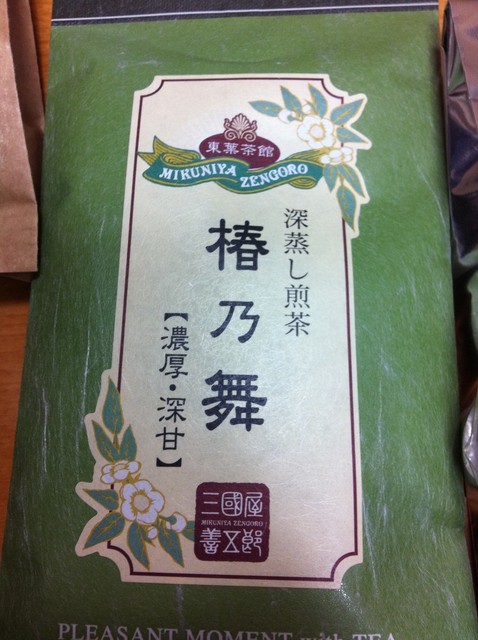 東葉茶館
MIKUNIYA ZENGORO
深蒸し煎茶
椿乃舞
【濃厚・深甘】
三國屋
MIKUNIYA ZENGORO
善五郎
PLEASANT MOMENT with TEA